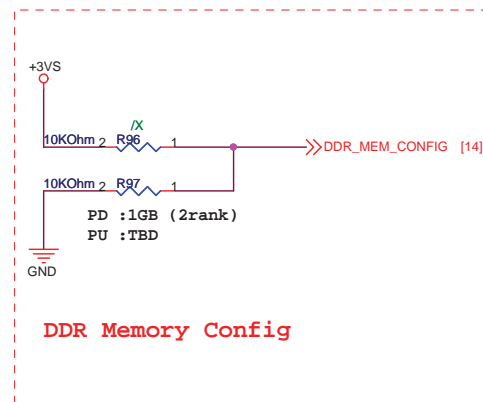 +3VS
/X
10KOhm 2 R96 1
DDR_MEM_CONFIG [14]
10KOhm 2 R97 1
PD :1GB (2rank)
PU :TBD
GND
DDR Memory Config